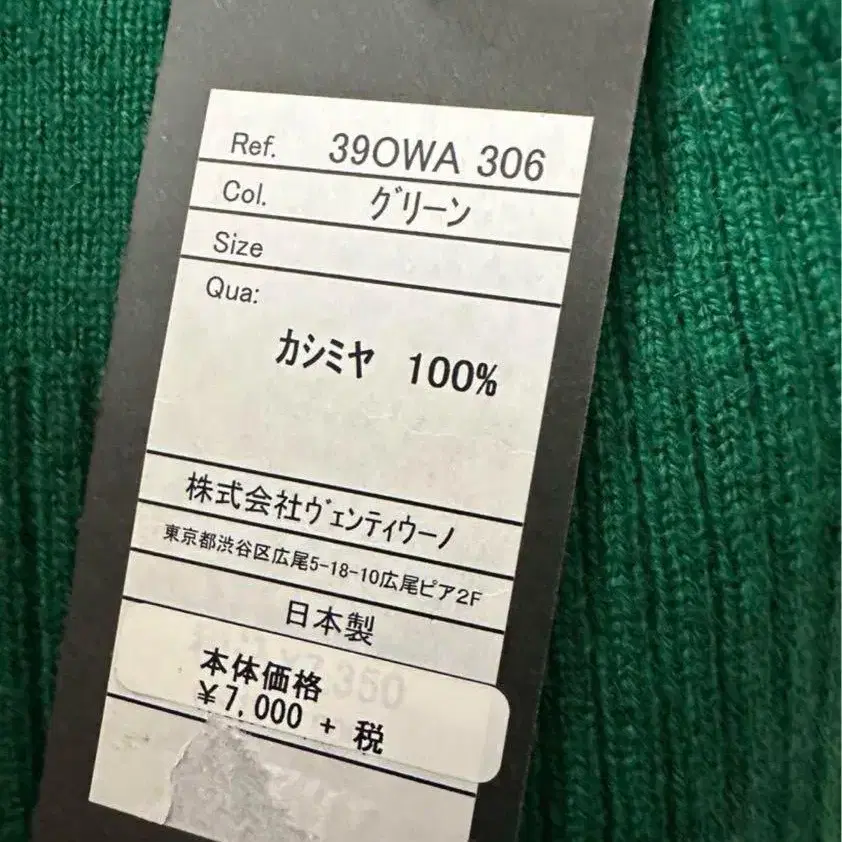 Ref. 39OWA 306
Col. グリーン
Size
Qua:
カシミヤ 100%
株式会社ヴェンティウーノ
東京都渋谷区広尾5-18-10広尾ピア2F
日本製
本体価格
¥7,000 + 税